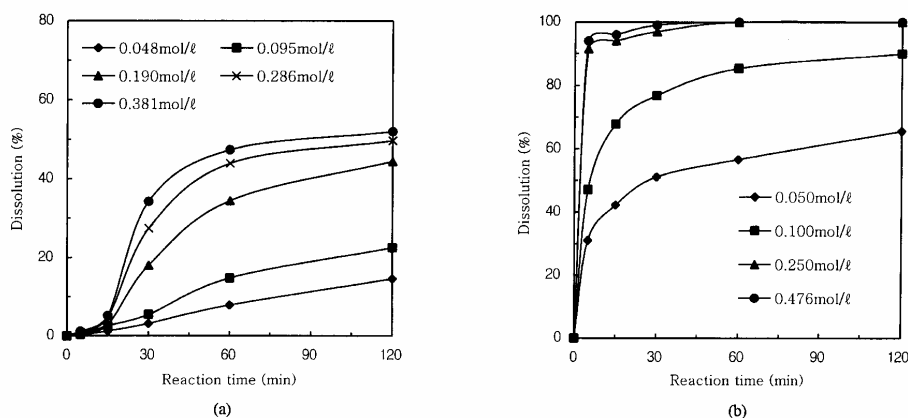 80
60
40
20
0
Dissolution (%)
0.048mol/ℓ 0.095mol/ℓ
0.190mol/ℓ 0.286mol/ℓ
0.381mol/ℓ
0 30 60 90 120
Reaction time (min)
(a)
100
80
60
40
20
0
Dissolution (%)
0.050mol/ℓ
0.100mol/ℓ
0.250mol/ℓ
0.476mol/ℓ
0 30 60 90 120
Reaction time (min)
(b)